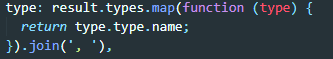 type: result.types.map(function (type) {
  return type.type.name;
}).join(', '),